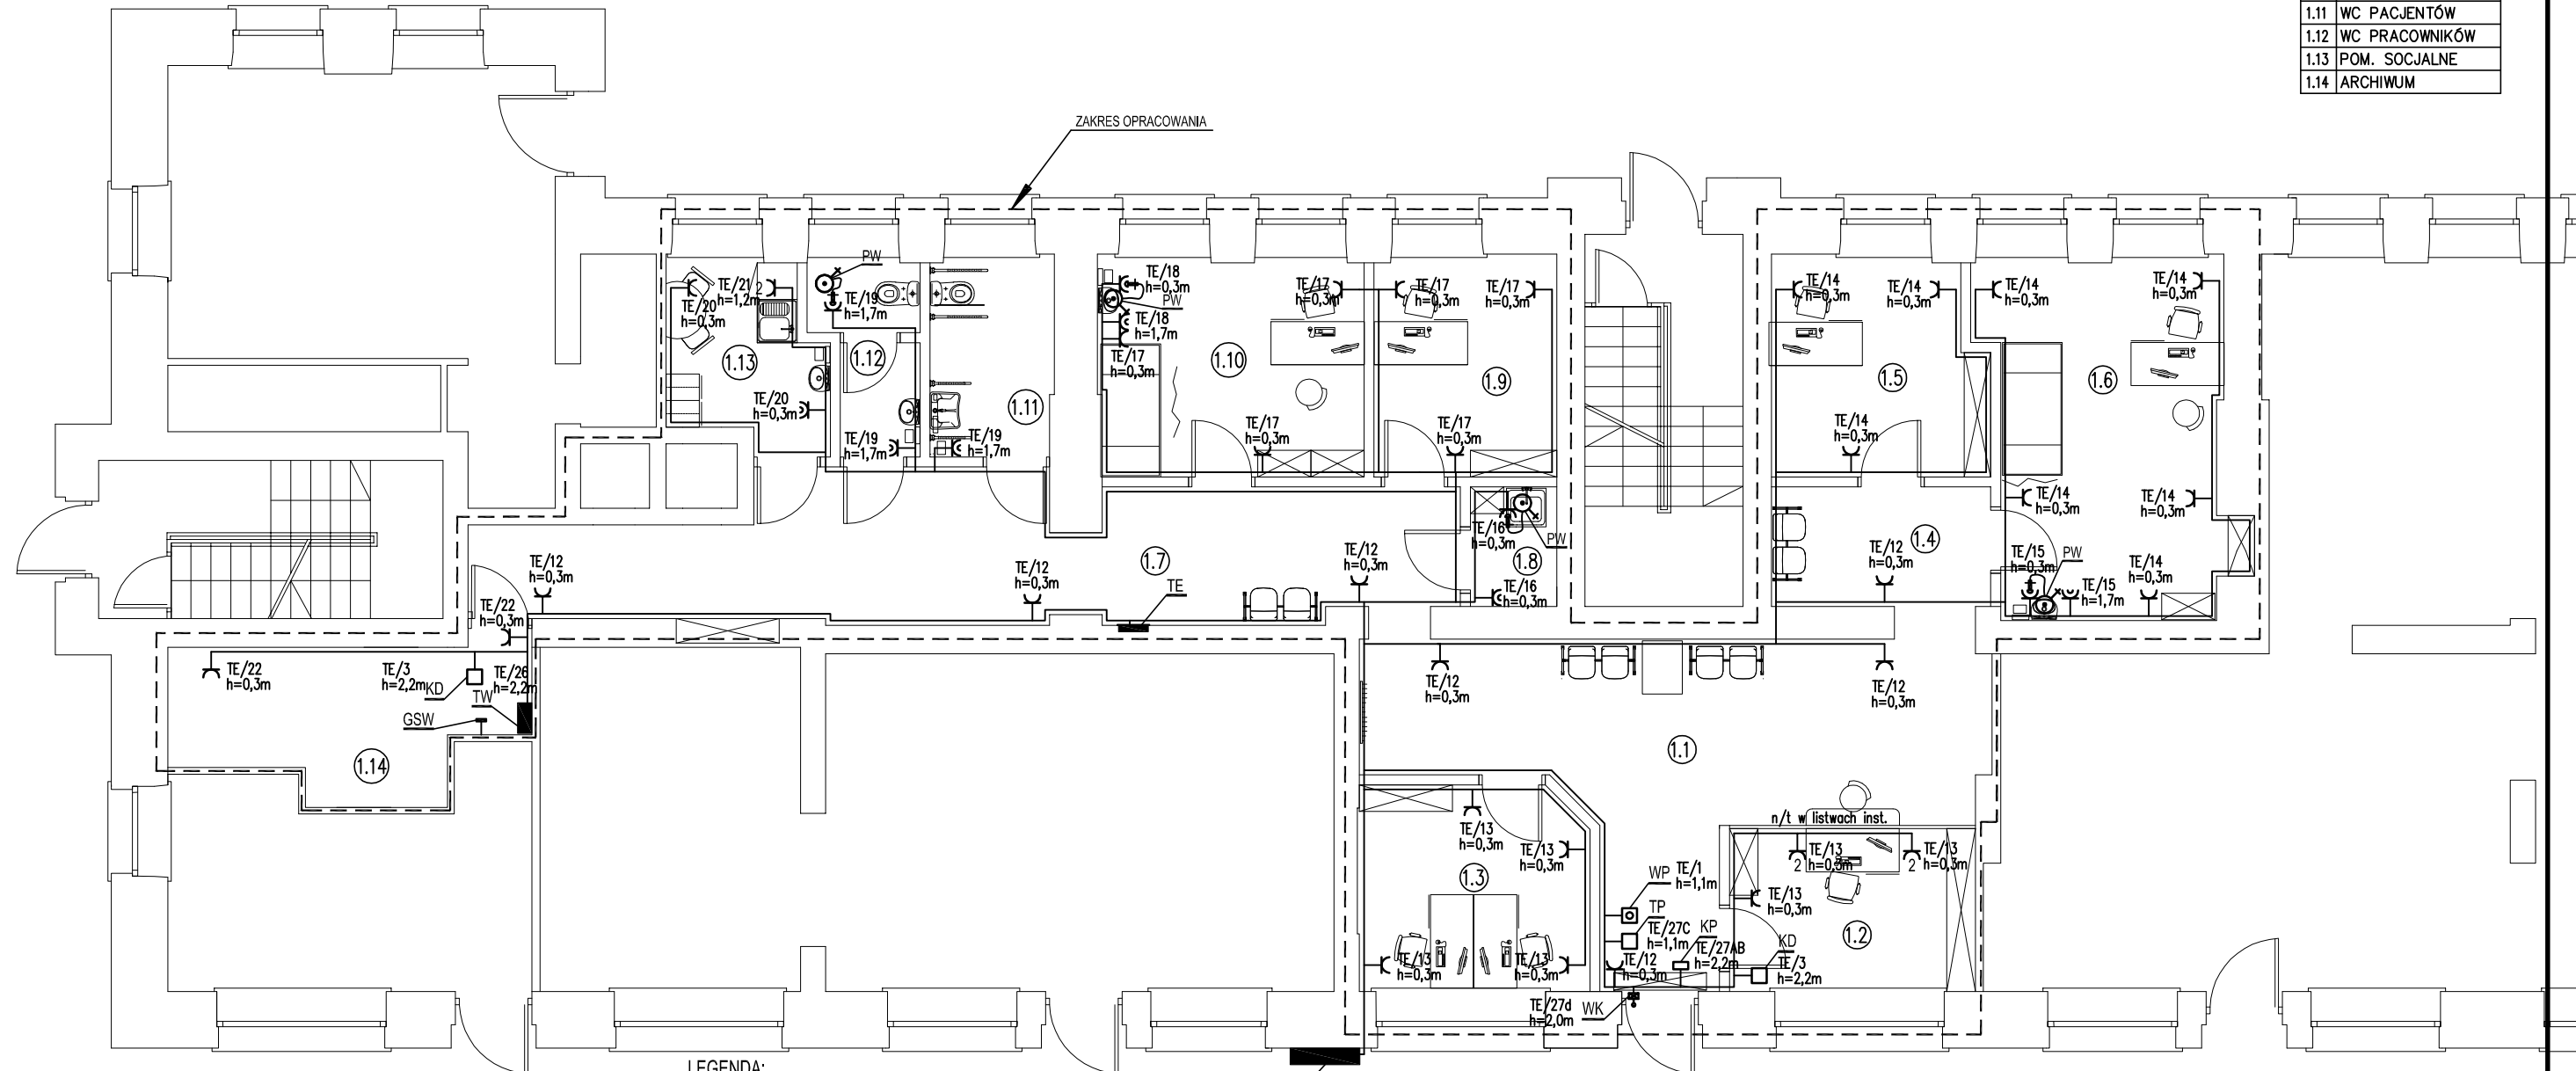 1.11 WC PACJENTÓW
1.12 WC PRACOWNIKÓW
1.13 POM. SOCJALNE
1.14 ARCHIWUM
ZAKRES OPRACOWANIA
PW
TE/21 2
h=1,2m
TE/20
h=0,3m
TE/19
h=1,7m
1.13
1.12
TE/20
h=0,3m
TE/19
h=1,7m
1.11
TE/19
h=1,7m
TE/18
h=0,3m
PW
TE/18
h=1,7m
TE/17
h=0,3m
1.10
TE/17
h=0,3m
TE/17
h=0,3m
TE/17
h=0,3m
TE/17
h=0,3m
1.9
TE/17
h=0,3m
TE/14
h=0,3m
TE/14
h=0,3m
1.5
TE/14
h=0,3m
TE/14
h=0,3m
TE/14
h=0,3m
1.6
TE/14
h=0,3m
TE/14
h=0,3m
TE/16
h=0,3m
PW
1.8
TE/16
h=0,3m
1.4
TE/12
h=0,3m
TE/15
h=0,3m
PW
TE/15
h=1,7m
TE/14
h=0,3m
TE/12
h=0,3m
TE/12
h=0,3m
1.7
TE
TE/12
h=0,3m
TE/22
h=0,3m
TE/22
h=0,3m
TE/3
h=2,2m
KD
TE/26
h=2,2m
TW
GSW
1.14
TE/12
h=0,3m
TE/12
h=0,3m
1.1
n/t w listwach inst.
TE/13
h=0,3m
TE/13
h=0,3m
1.3
TE/13
h=0,3m
TE/13
h=0,3m
2
TE/13
h=0,3m
2
TE/13
h=0,3m
TE/13
h=0,3m
1.2
WP
TE/1
h=1,1m
TP
TE/27C
h=1,1m
KP
TE/27AB
h=2,2m
TE/12
h=0,3m
KD
TE/3
h=2,2m
TE/27d
h=2,0m
WK
LEGENDA: